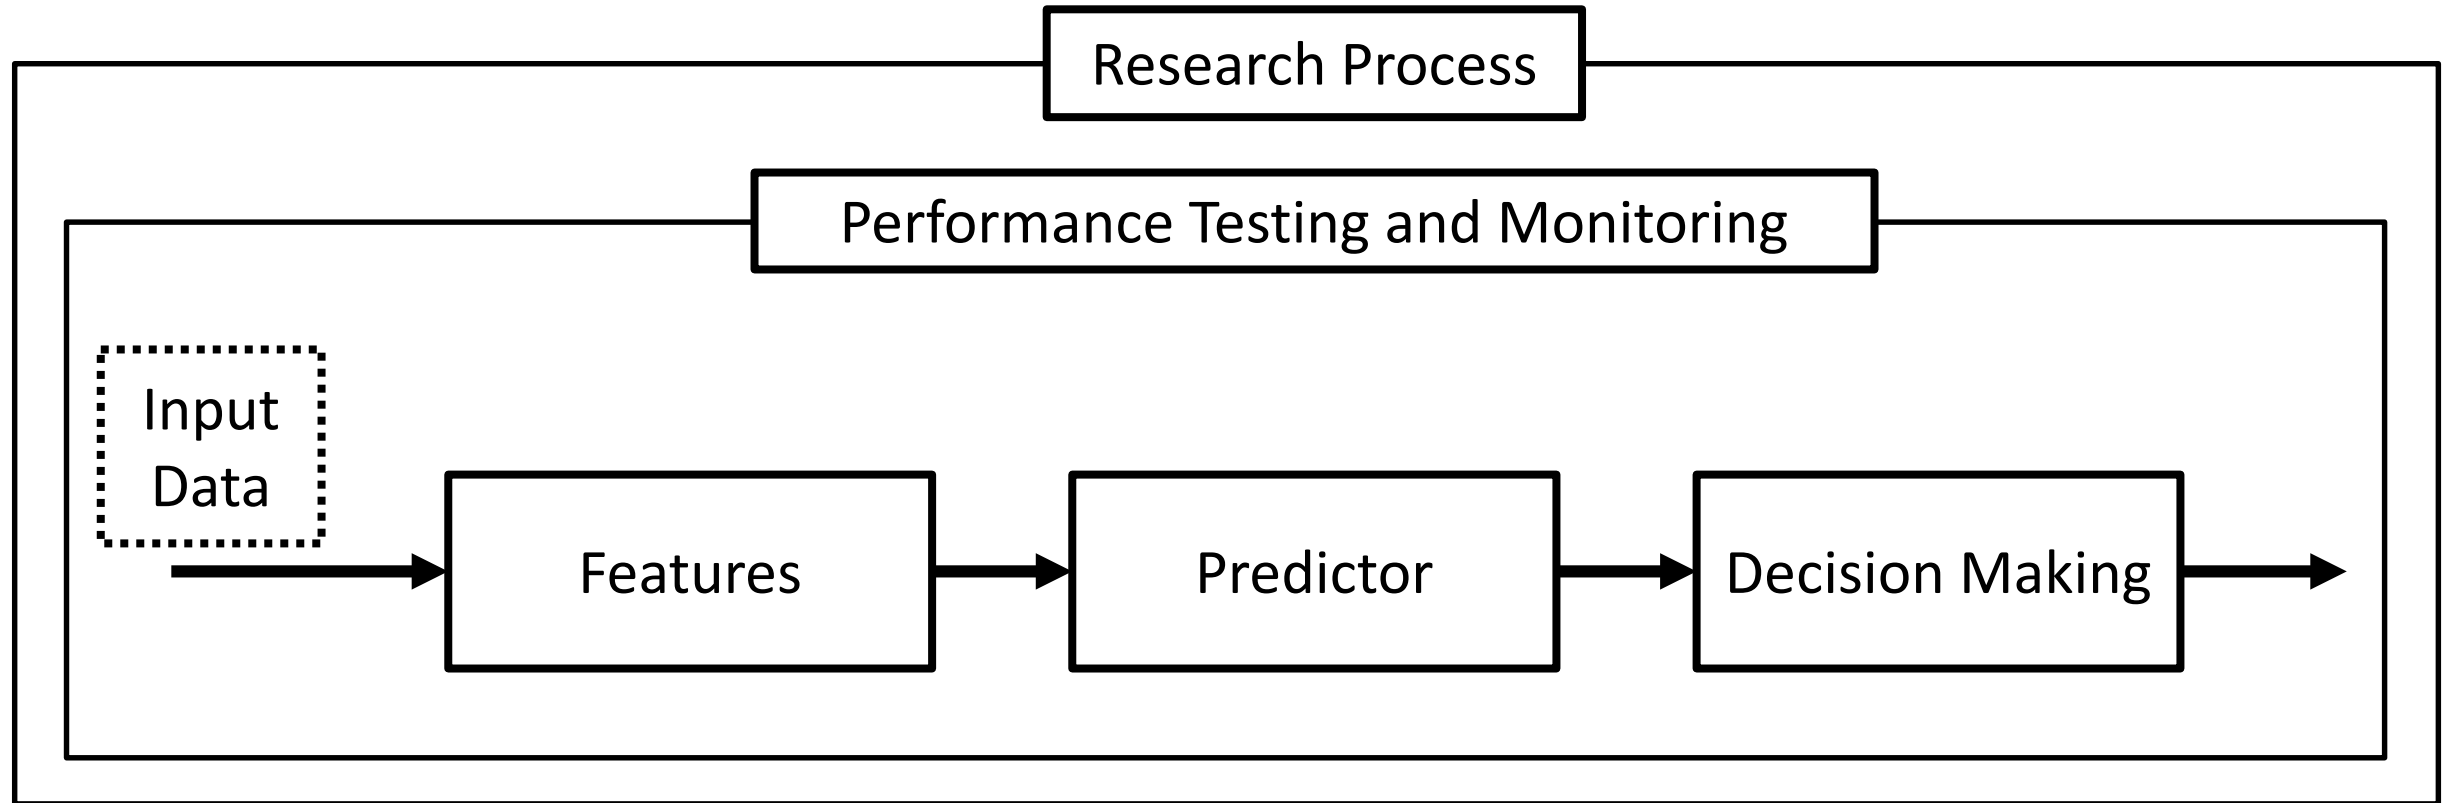 Research Process
Performance Testing and Monitoring
Input
Data
Features
Predictor
Decision Making